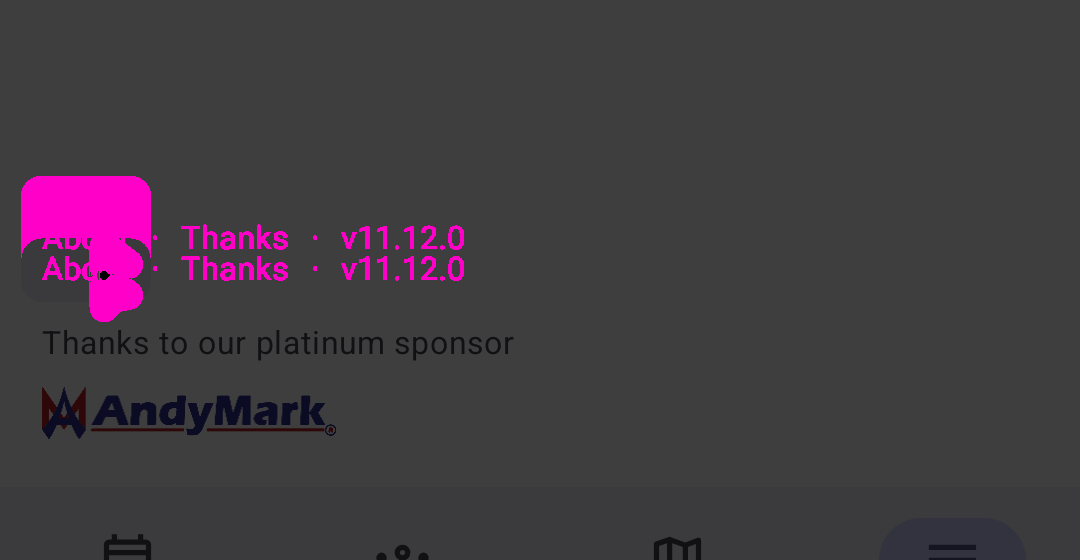 · Thanks · v11.12.0
· Thanks · v11.12.0
Thanks to our platinum sponsor
AndyMark®